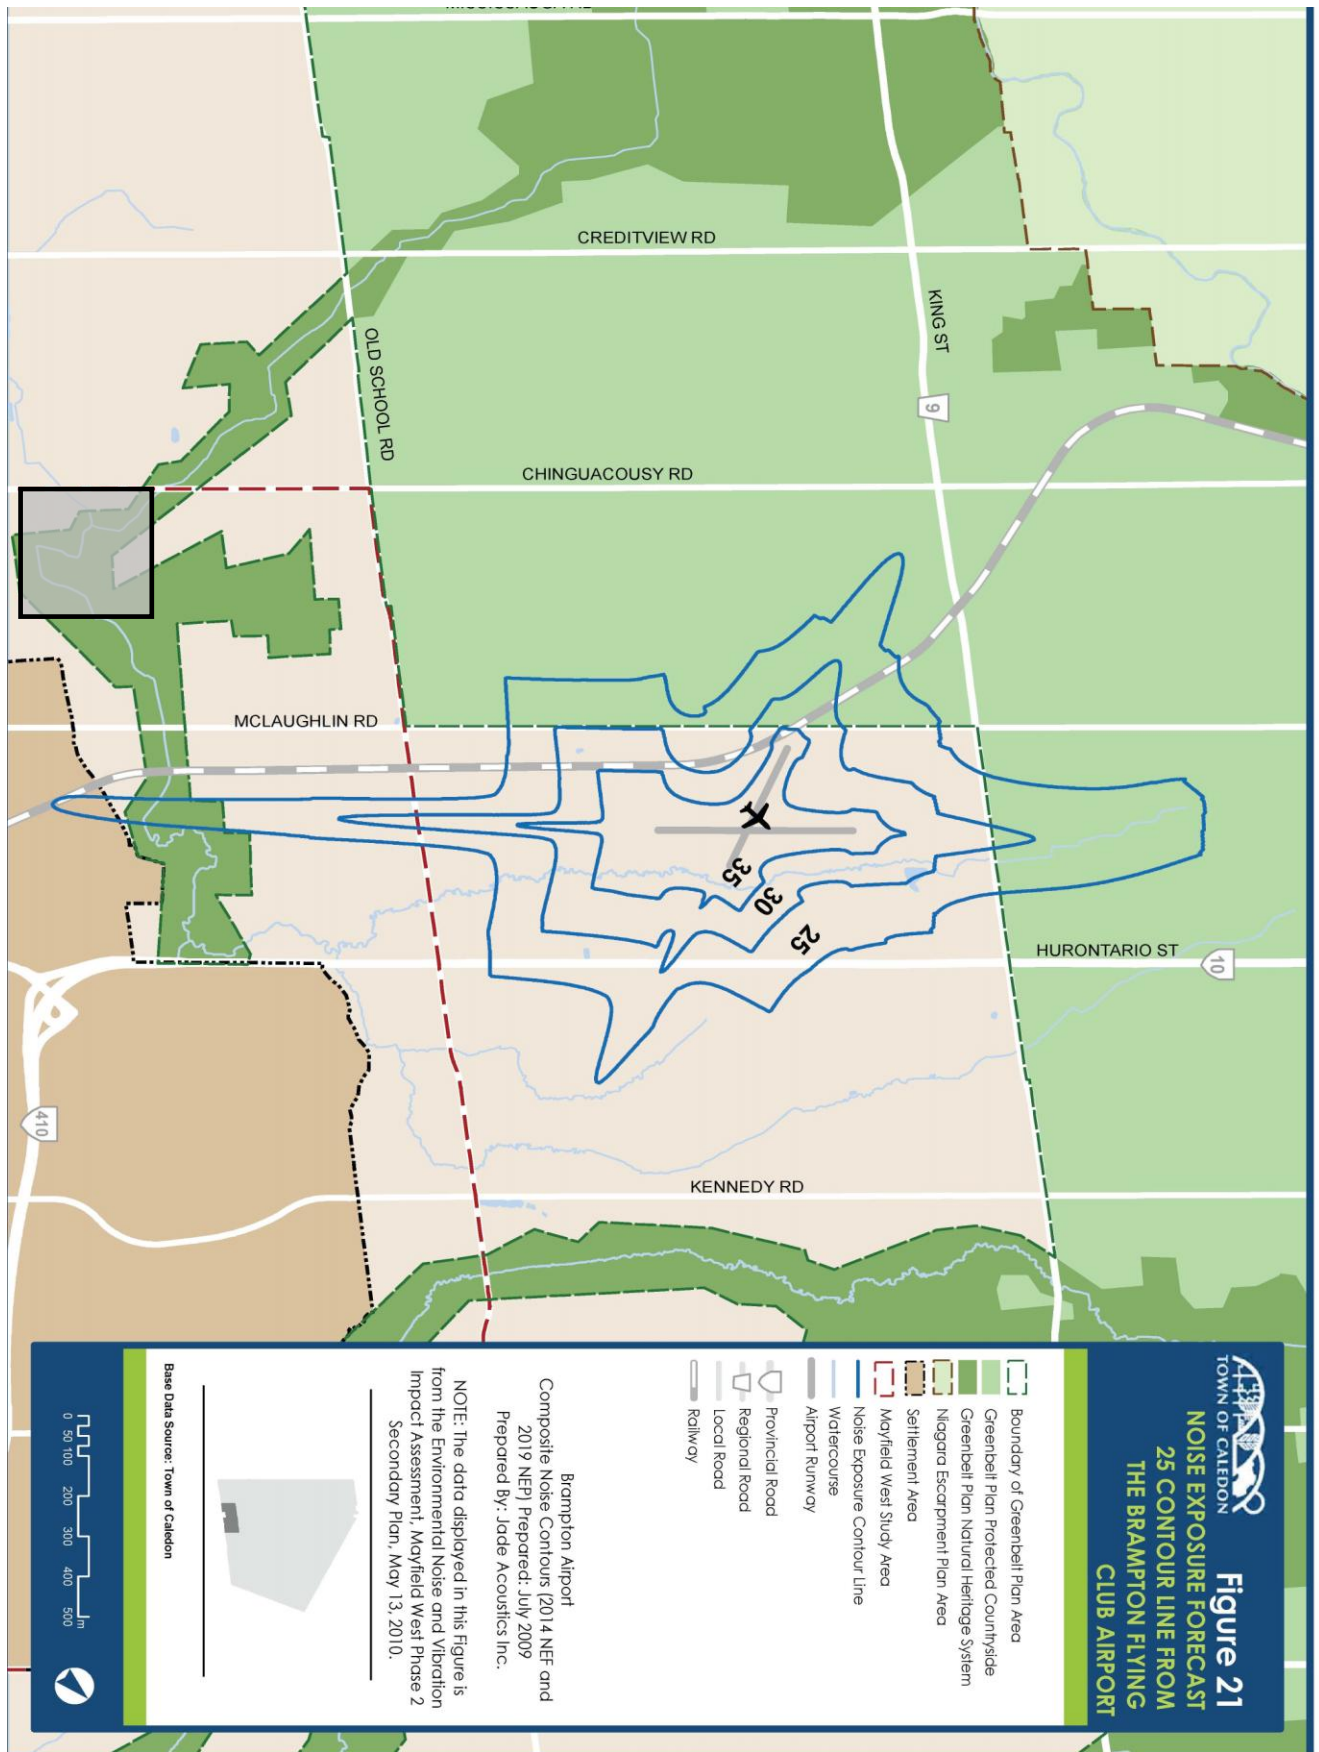 CREDITVIEW RD
KING ST
OLD SCHOOL RD
9
CHINGUACOUSY RD
MCLAUGHLIN RD
35
30
25
HURONTARIO ST
10
410
KENNEDY RD
TOWN OF CALEDON
Figure 21
NOISE EXPOSURE FORECAST
25 CONTOUR LINE FROM
THE BRAMPTON FLYING
CLUB AIRPORT
Boundary of Greenbelt Plan Area
Greenbelt Plan Protected Countryside
Greenbelt Plan Natural Heritage System
Niagara Escarpment Plan Area
Settlement Area
Mayfield West Study Area
Noise Exposure Contour Line
Watercourse
Airport Runway
Provincial Road
Regional Road
Local Road
Railway
Brampton Airport
Composite Noise Contours (2014 NEF and
2019 NEP) Prepared: July 2009
Prepared By: Jade Acoustics Inc.
NOTE: The data displayed in this Figure is
from the Environmental Noise and Vibration
Impact Assessment, Mayfield West Phase 2
Secondary Plan, May 13, 2010.
Base Data Source: Town of Caledon
0 50 100 200 300 400 500 m